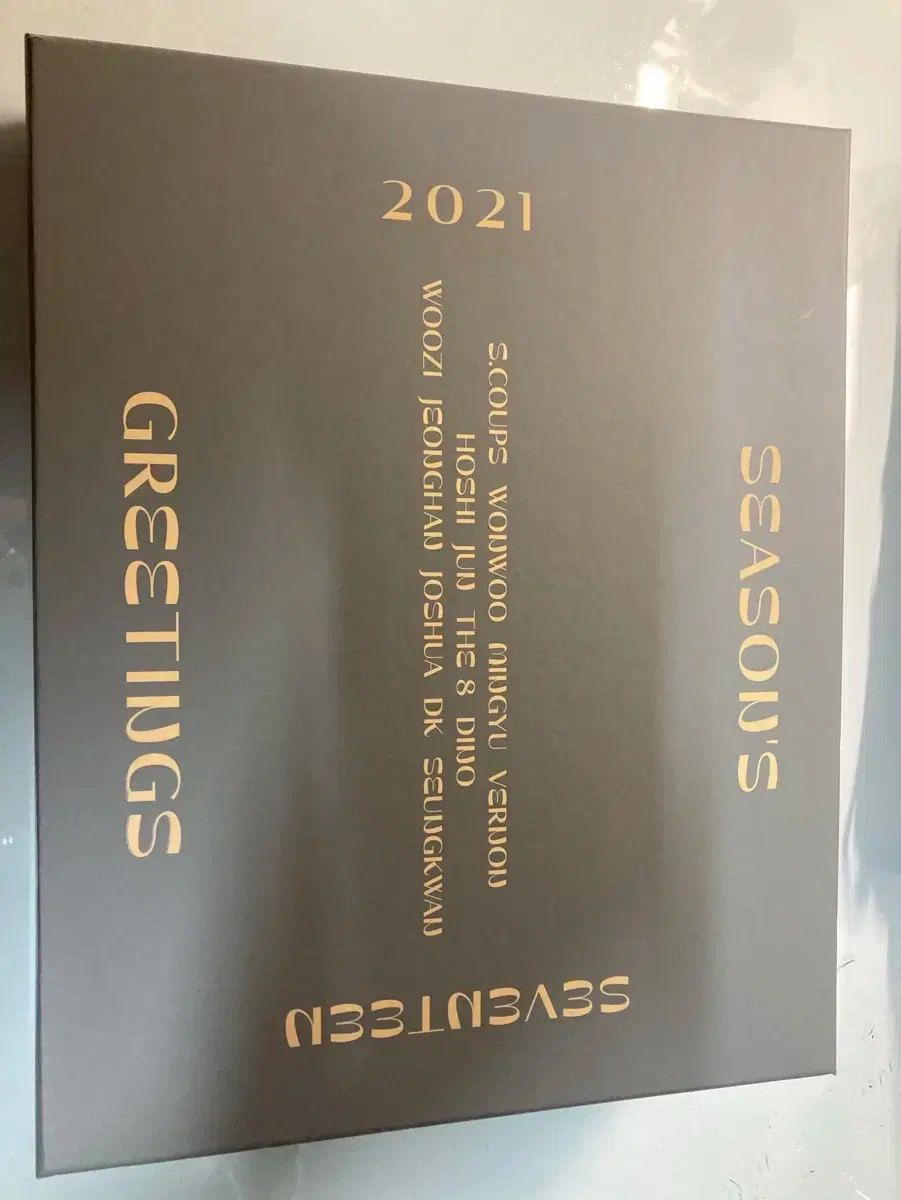 SEASON'S
2021
S.COUPS WONWOO MINGYU VERNON
HOSHI JUN THE 8 DINO
WOOZI JEONGHAN JOSHUA DK SEUNGKWAN
SEVENTEEN
GREETINGS